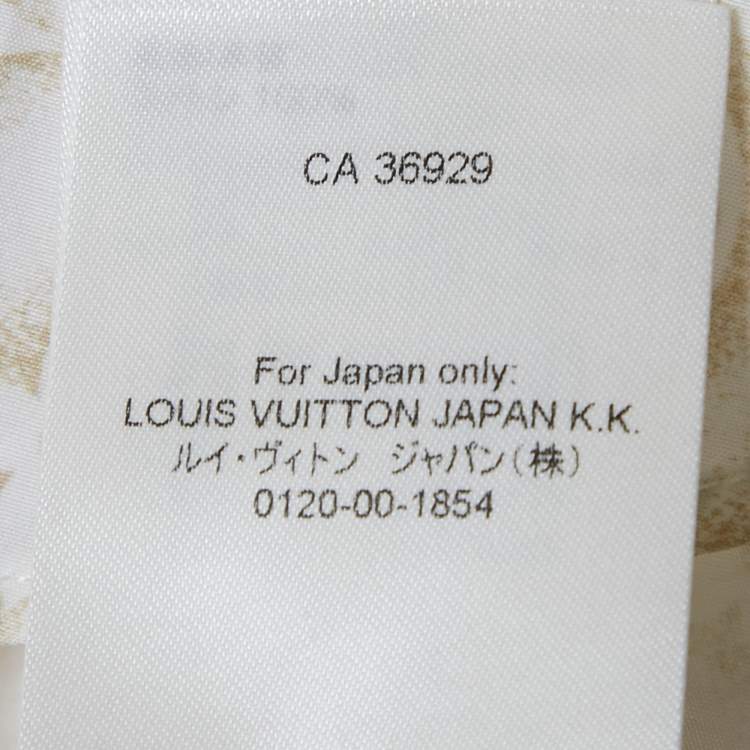 CA 36929
For Japan only:
LOUIS VUITTON JAPAN K.K.
ルイ・ヴィトン ジャパン(株)
0120-00-1854